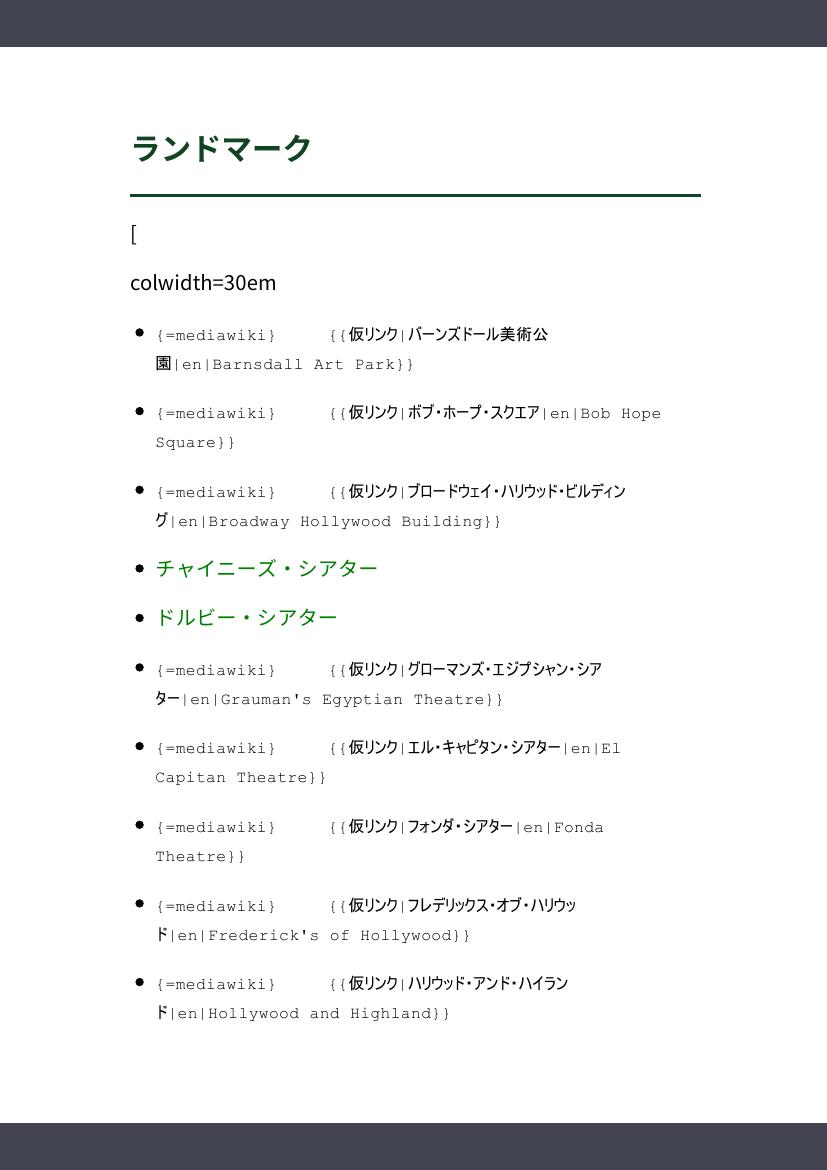 ランドマーク
[
colwidth=30em
{=mediawiki} {{仮リンク|バーンズドール美術公
園|en|Barnsdall Art Park}}
{=mediawiki} {{仮リンク|ボブ・ホープ・スクエア|en|Bob Hope
Square}}
{=mediawiki} {{仮リンク|ブロードウェイ・ハリウッド・ビルディン
グ|en|Broadway Hollywood Building}}
チャイニーズ・シアター
ドルビー・シアター
{=mediawiki} {{仮リンク|グローマンズ・エジプシャン・シア
ター|en|Grauman's Egyptian Theatre}}
{=mediawiki} {{仮リンク|エル・キャピタン・シアター|en|El
Capitan Theatre}}
{=mediawiki} {{仮リンク|フォンダ・シアター|en|Fonda
Theatre}}
{=mediawiki} {{仮リンク|フレデリックス・オブ・ハリウッ
ド|en|Frederick's of Hollywood}}
{=mediawiki} {{仮リンク|ハリウッド・アンド・ハイラン
ド|en|Hollywood and Highland}}